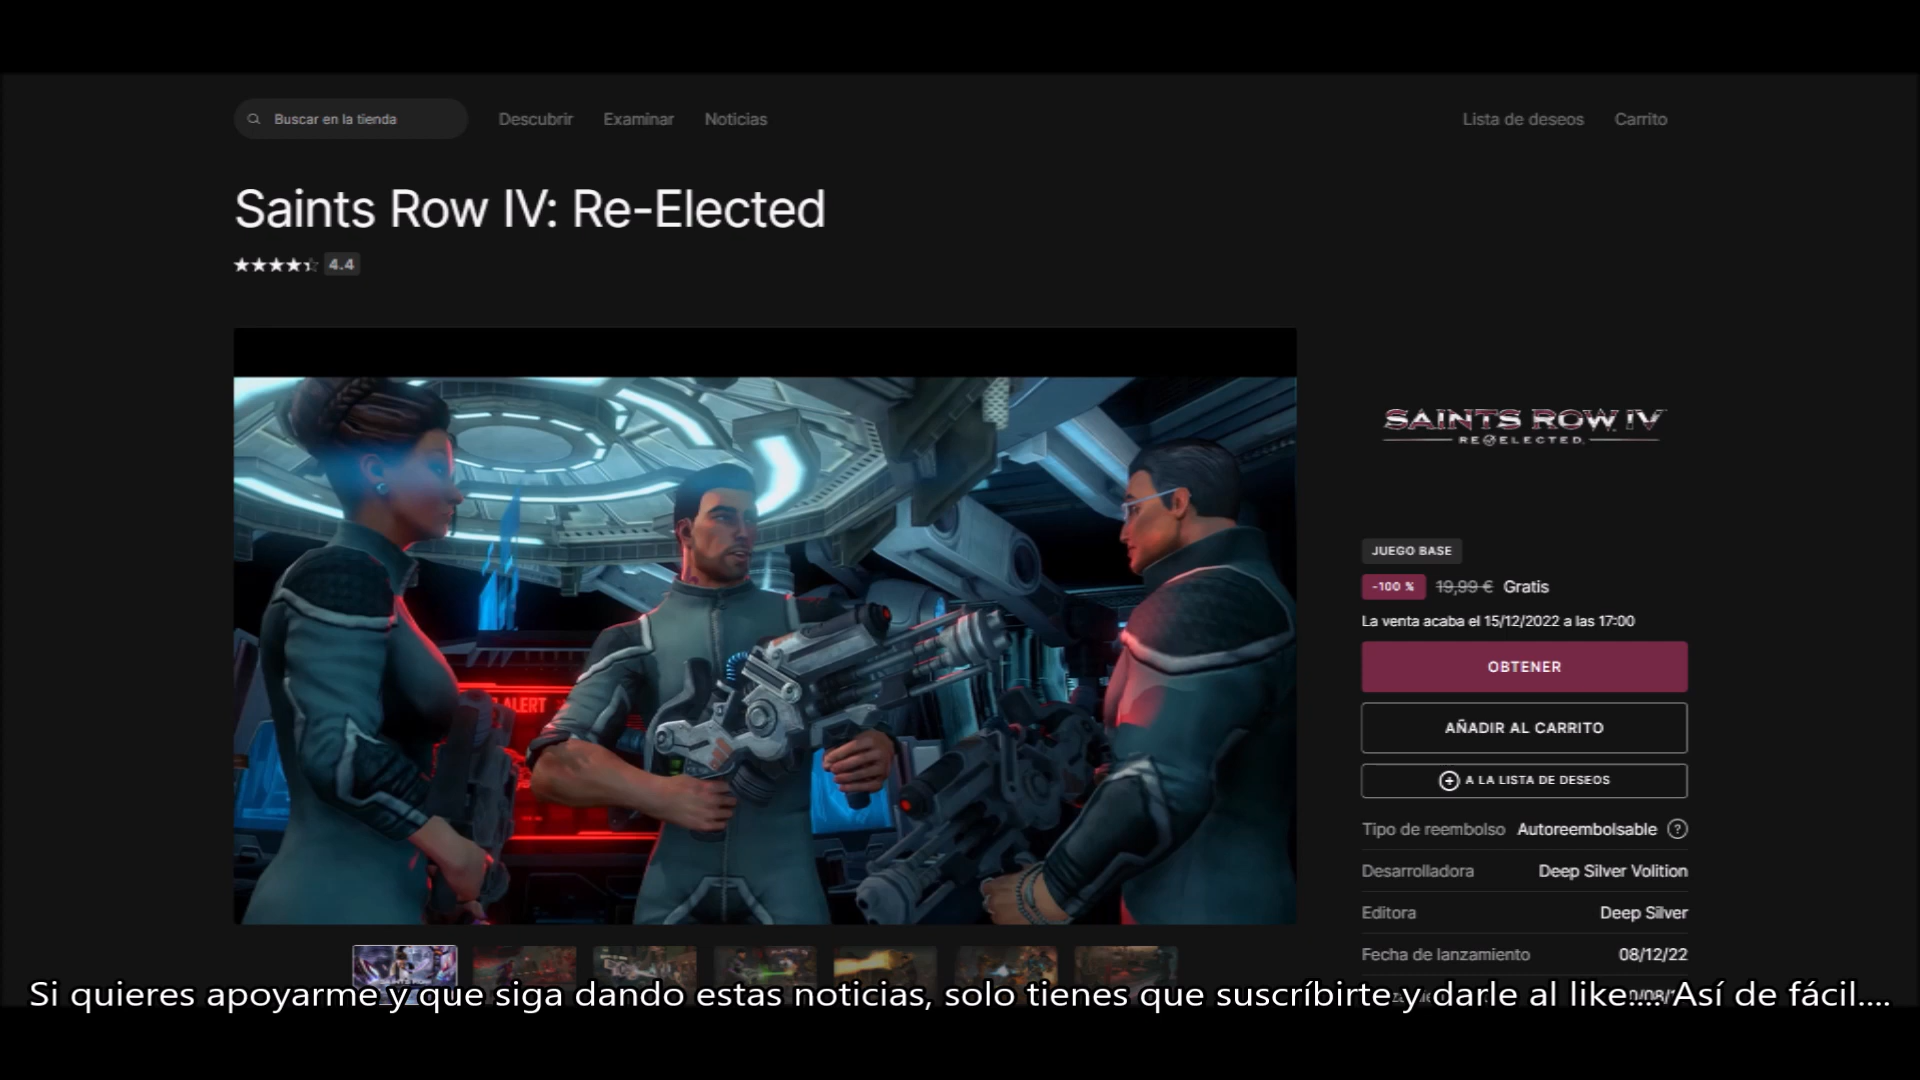 Buscar en la tienda
Descubrir
Examinar
Noticias
Lista de deseos
Carrito
Saints Row IV: Re-Elected
4.4
ALERT
SAINTS ROW IV
RE ELECTED
JUEGO BASE
-100 % 19,99 € Gratis
La venta acaba el 15/12/2022 a las 17:00
OBTENER
AÑADIR AL CARRITO
A LA LISTA DE DESEOS
Tipo de reembolso Autoreembolsable ?
Desarrolladora Deep Silver Volition
Editora Deep Silver
Fecha de lanzamiento 08/12/22
Si quieres apoyarme y que siga dando estas noticias, solo tienes que suscríbirte y darle al like.... Así de fácil....